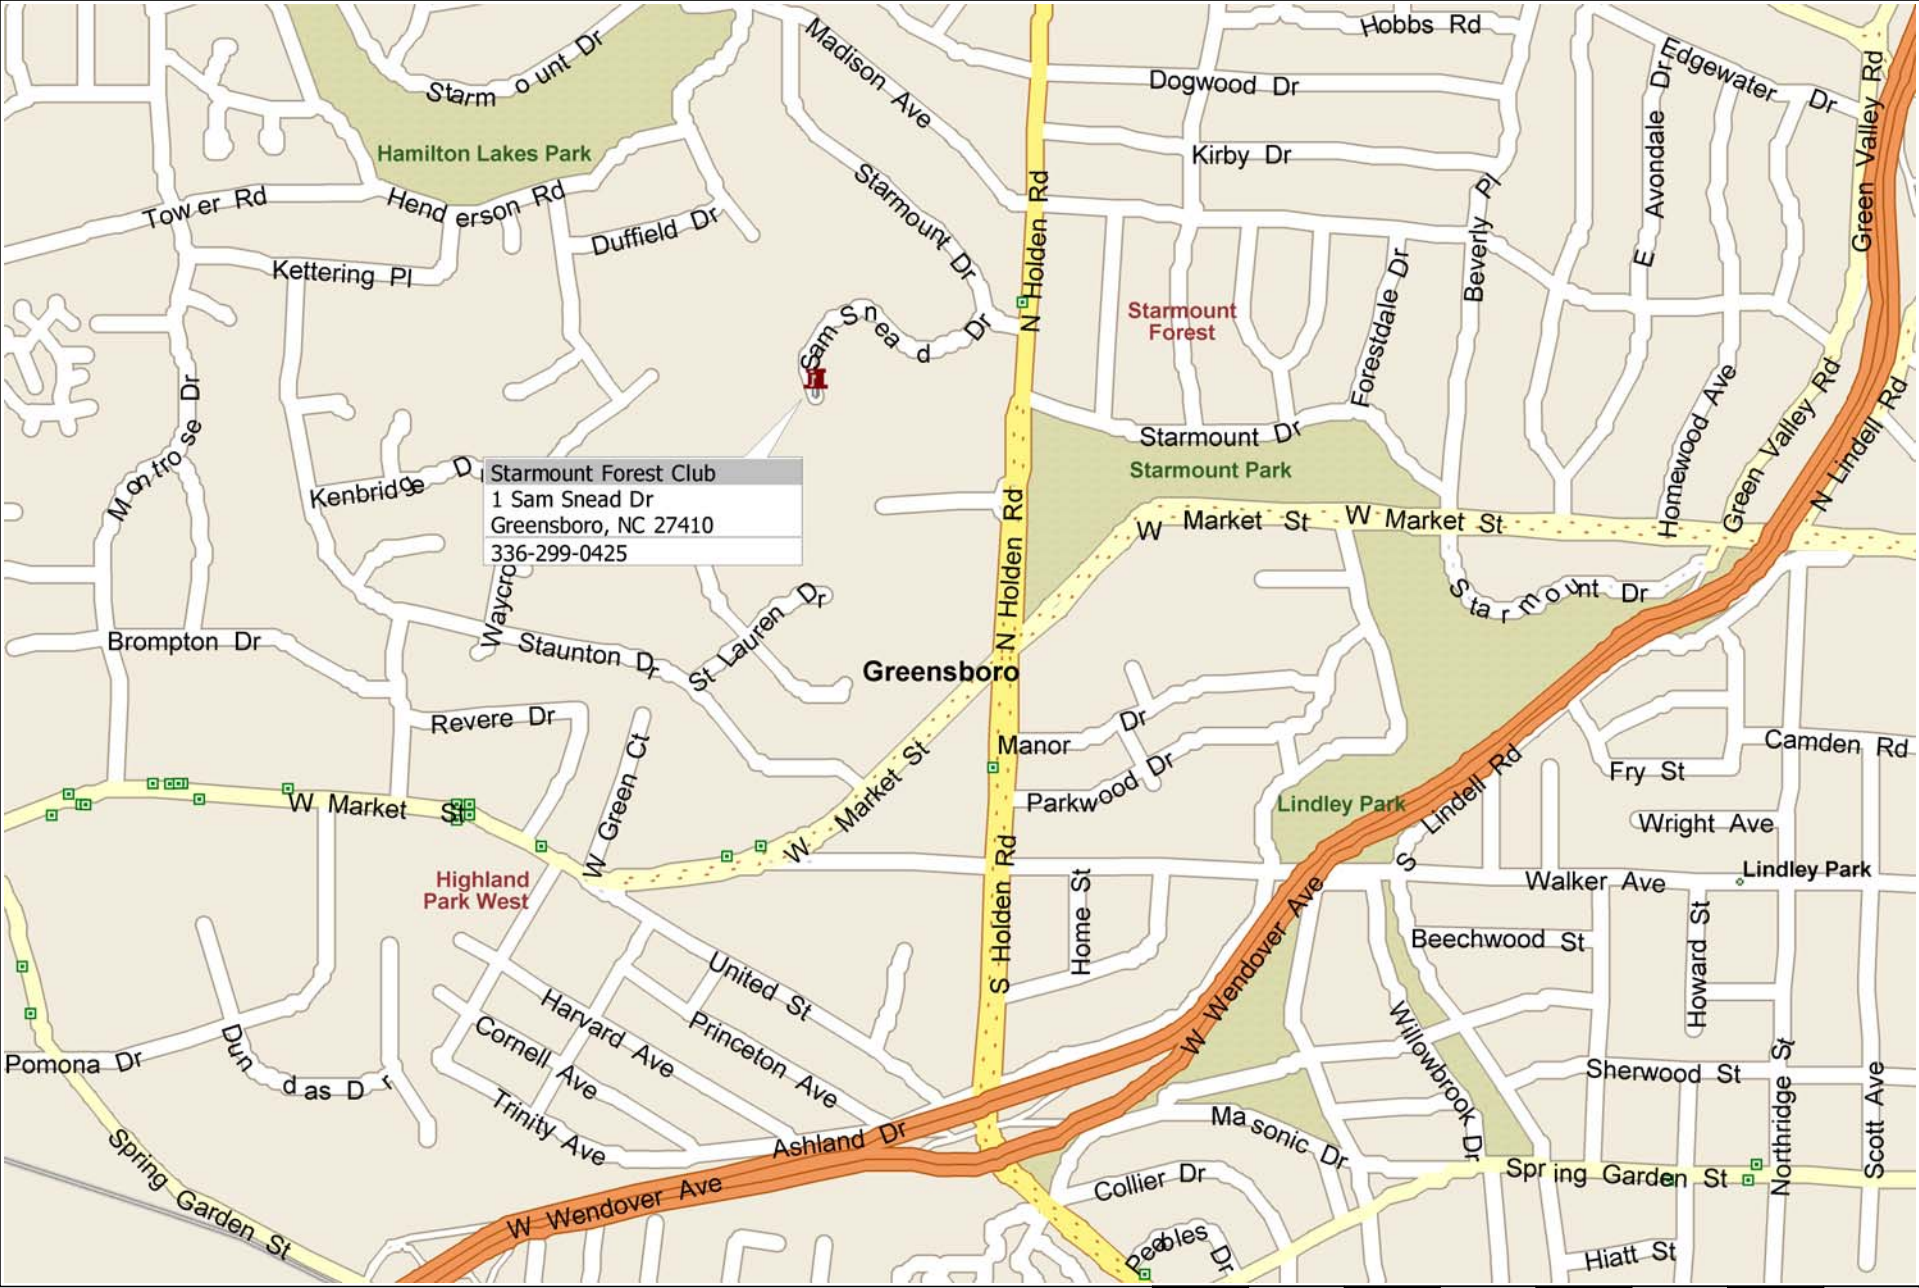 Hobbs Rd
Madison Ave
Starmount Dr
Edgewater Dr
Dogwood Dr
Green Valley Rd
E Avondale Dr
Hamilton Lakes Park
Kirby Dr
Tower Rd
Henderson Rd
Starmount Dr
N Holden Rd
Beverly Pl
Duffield Dr
Kettering Pl
Starmount
Forest
Forestdale Dr
Sam Snead Dr
Montrose Dr
Homewood Ave
Green Valley Rd
N Lindell Rd
Starmount Dr
Starmount Park
Kenbridge D
Starmount Forest Club
1 Sam Snead Dr
Greensboro, NC 27410
336-299-0425
N Holden Rd
W Market St
W Market St
N Holden Rd
Waycro
Starmount Dr
Brompton Dr
Staunton Dr
St Lauren Dr
Greensboro
Revere Dr
Manor Dr
Camden Rd
W Green Ct
Parkwood Dr
Fry St
W Market St
W Market St
Lindley Park
S Lindell Rd
Wright Ave
Highland
Park West
S Holden Rd
Home St
Walker Ave
Lindley Park
Beechwood St
Howard St
United St
W Wendover Ave
Harvard Ave
Princeton Ave
Cornell Ave
Willowbrook Dr
Pomona Dr
Dundas Dr
Sherwood St
Northridge St
Scott Ave
Trinity Ave
Ashland Dr
Masonic Dr
Spring Garden St
W Wendover Ave
Collier Dr
Spring Garden St
Peebles Dr
Hiatt St